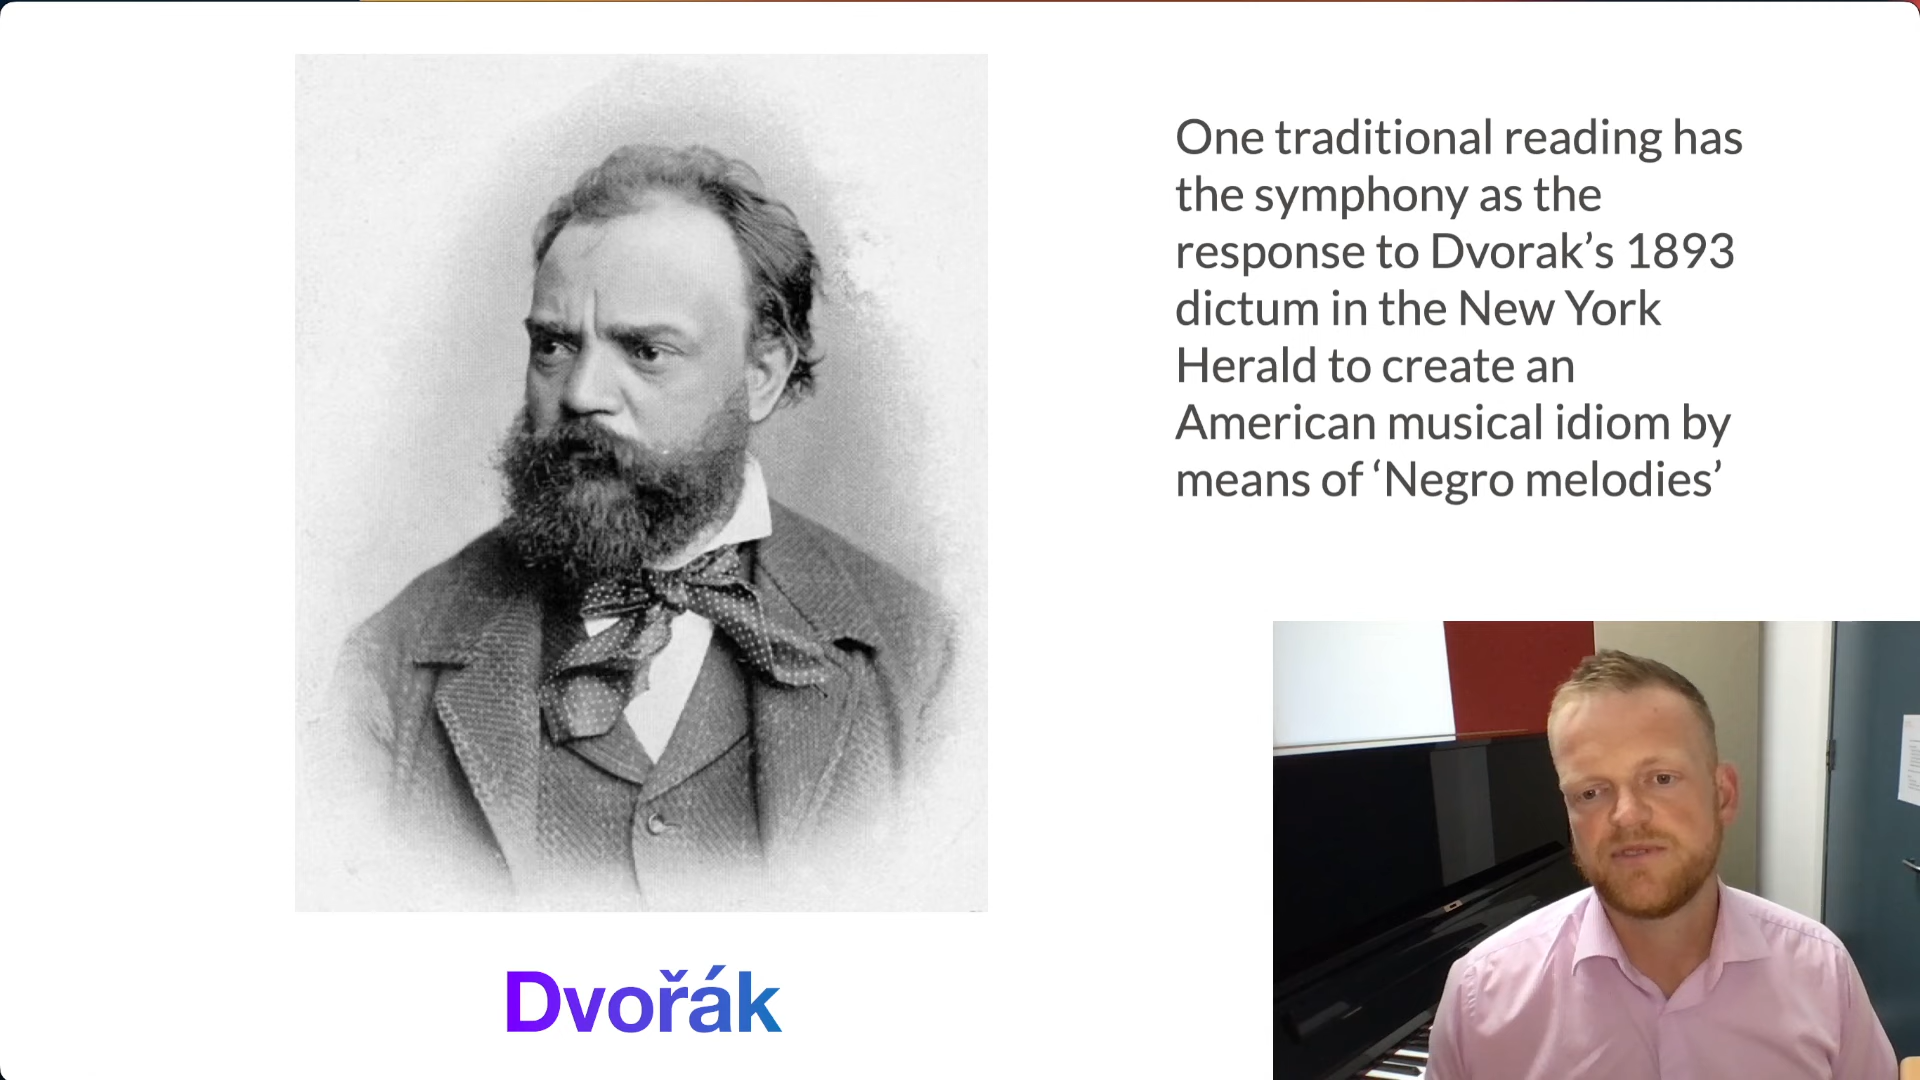 One traditional reading has
the symphony as the
response to Dvorak’s 1893
dictum in the New York
Herald to create an
American musical idiom by
means of ‘Negro melodies’
Dvořák